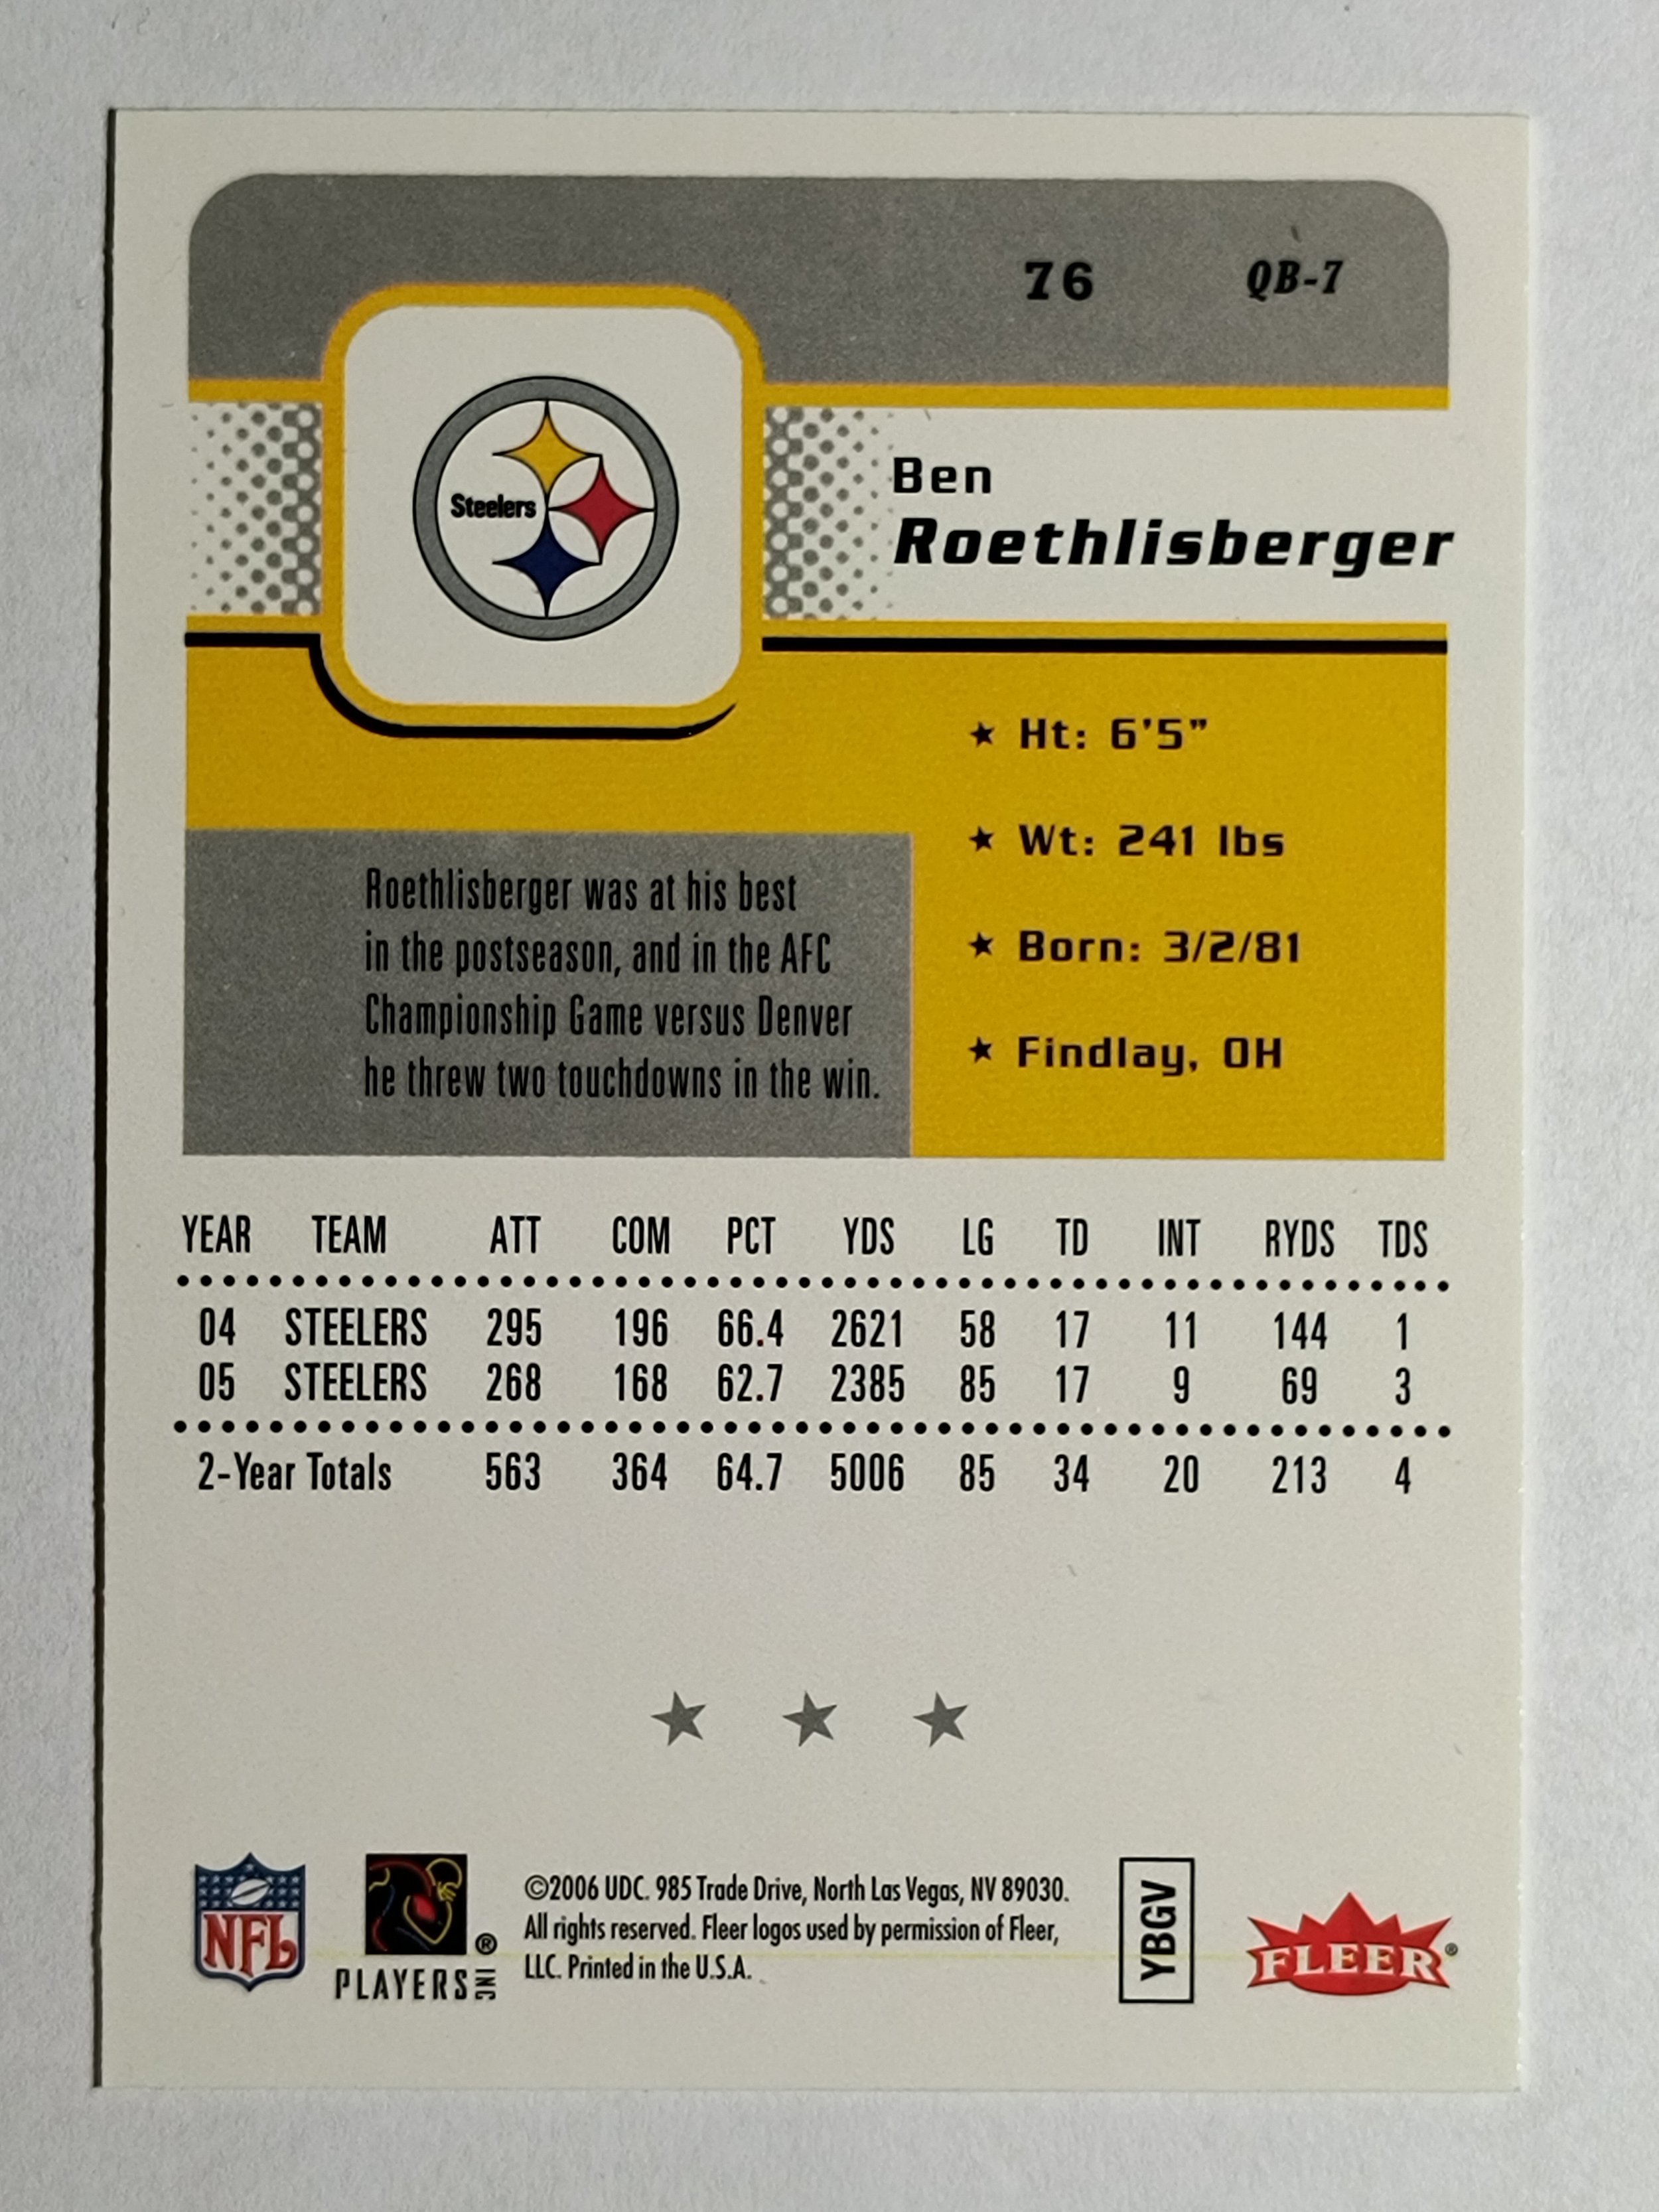 76 QB-7
Steelers
Ben
Roethlisberger
★ Ht: 6'5"
★ Wt: 241 lbs
★ Born: 3/2/81
★ Findlay, OH
Roethlisberger was at his best
in the postseason, and in the AFC
Championship Game versus Denver
he threw two touchdowns in the win.
YEAR TEAM ATT COM PCT YDS LG TD INT RYDS TDS
04 STEELERS 295 196 66.4 2621 58 17 11 144 1
05 STEELERS 268 168 62.7 2385 85 17 9 69 3
2-Year Totals 563 364 64.7 5006 85 34 20 213 4
NFL
PLAYERS INC ®
©2006 UDC. 985 Trade Drive, North Las Vegas, NV 89030.
All rights reserved. Fleer logos used by permission of Fleer,
LLC. Printed in the U.S.A.
YBGV
FLEER®